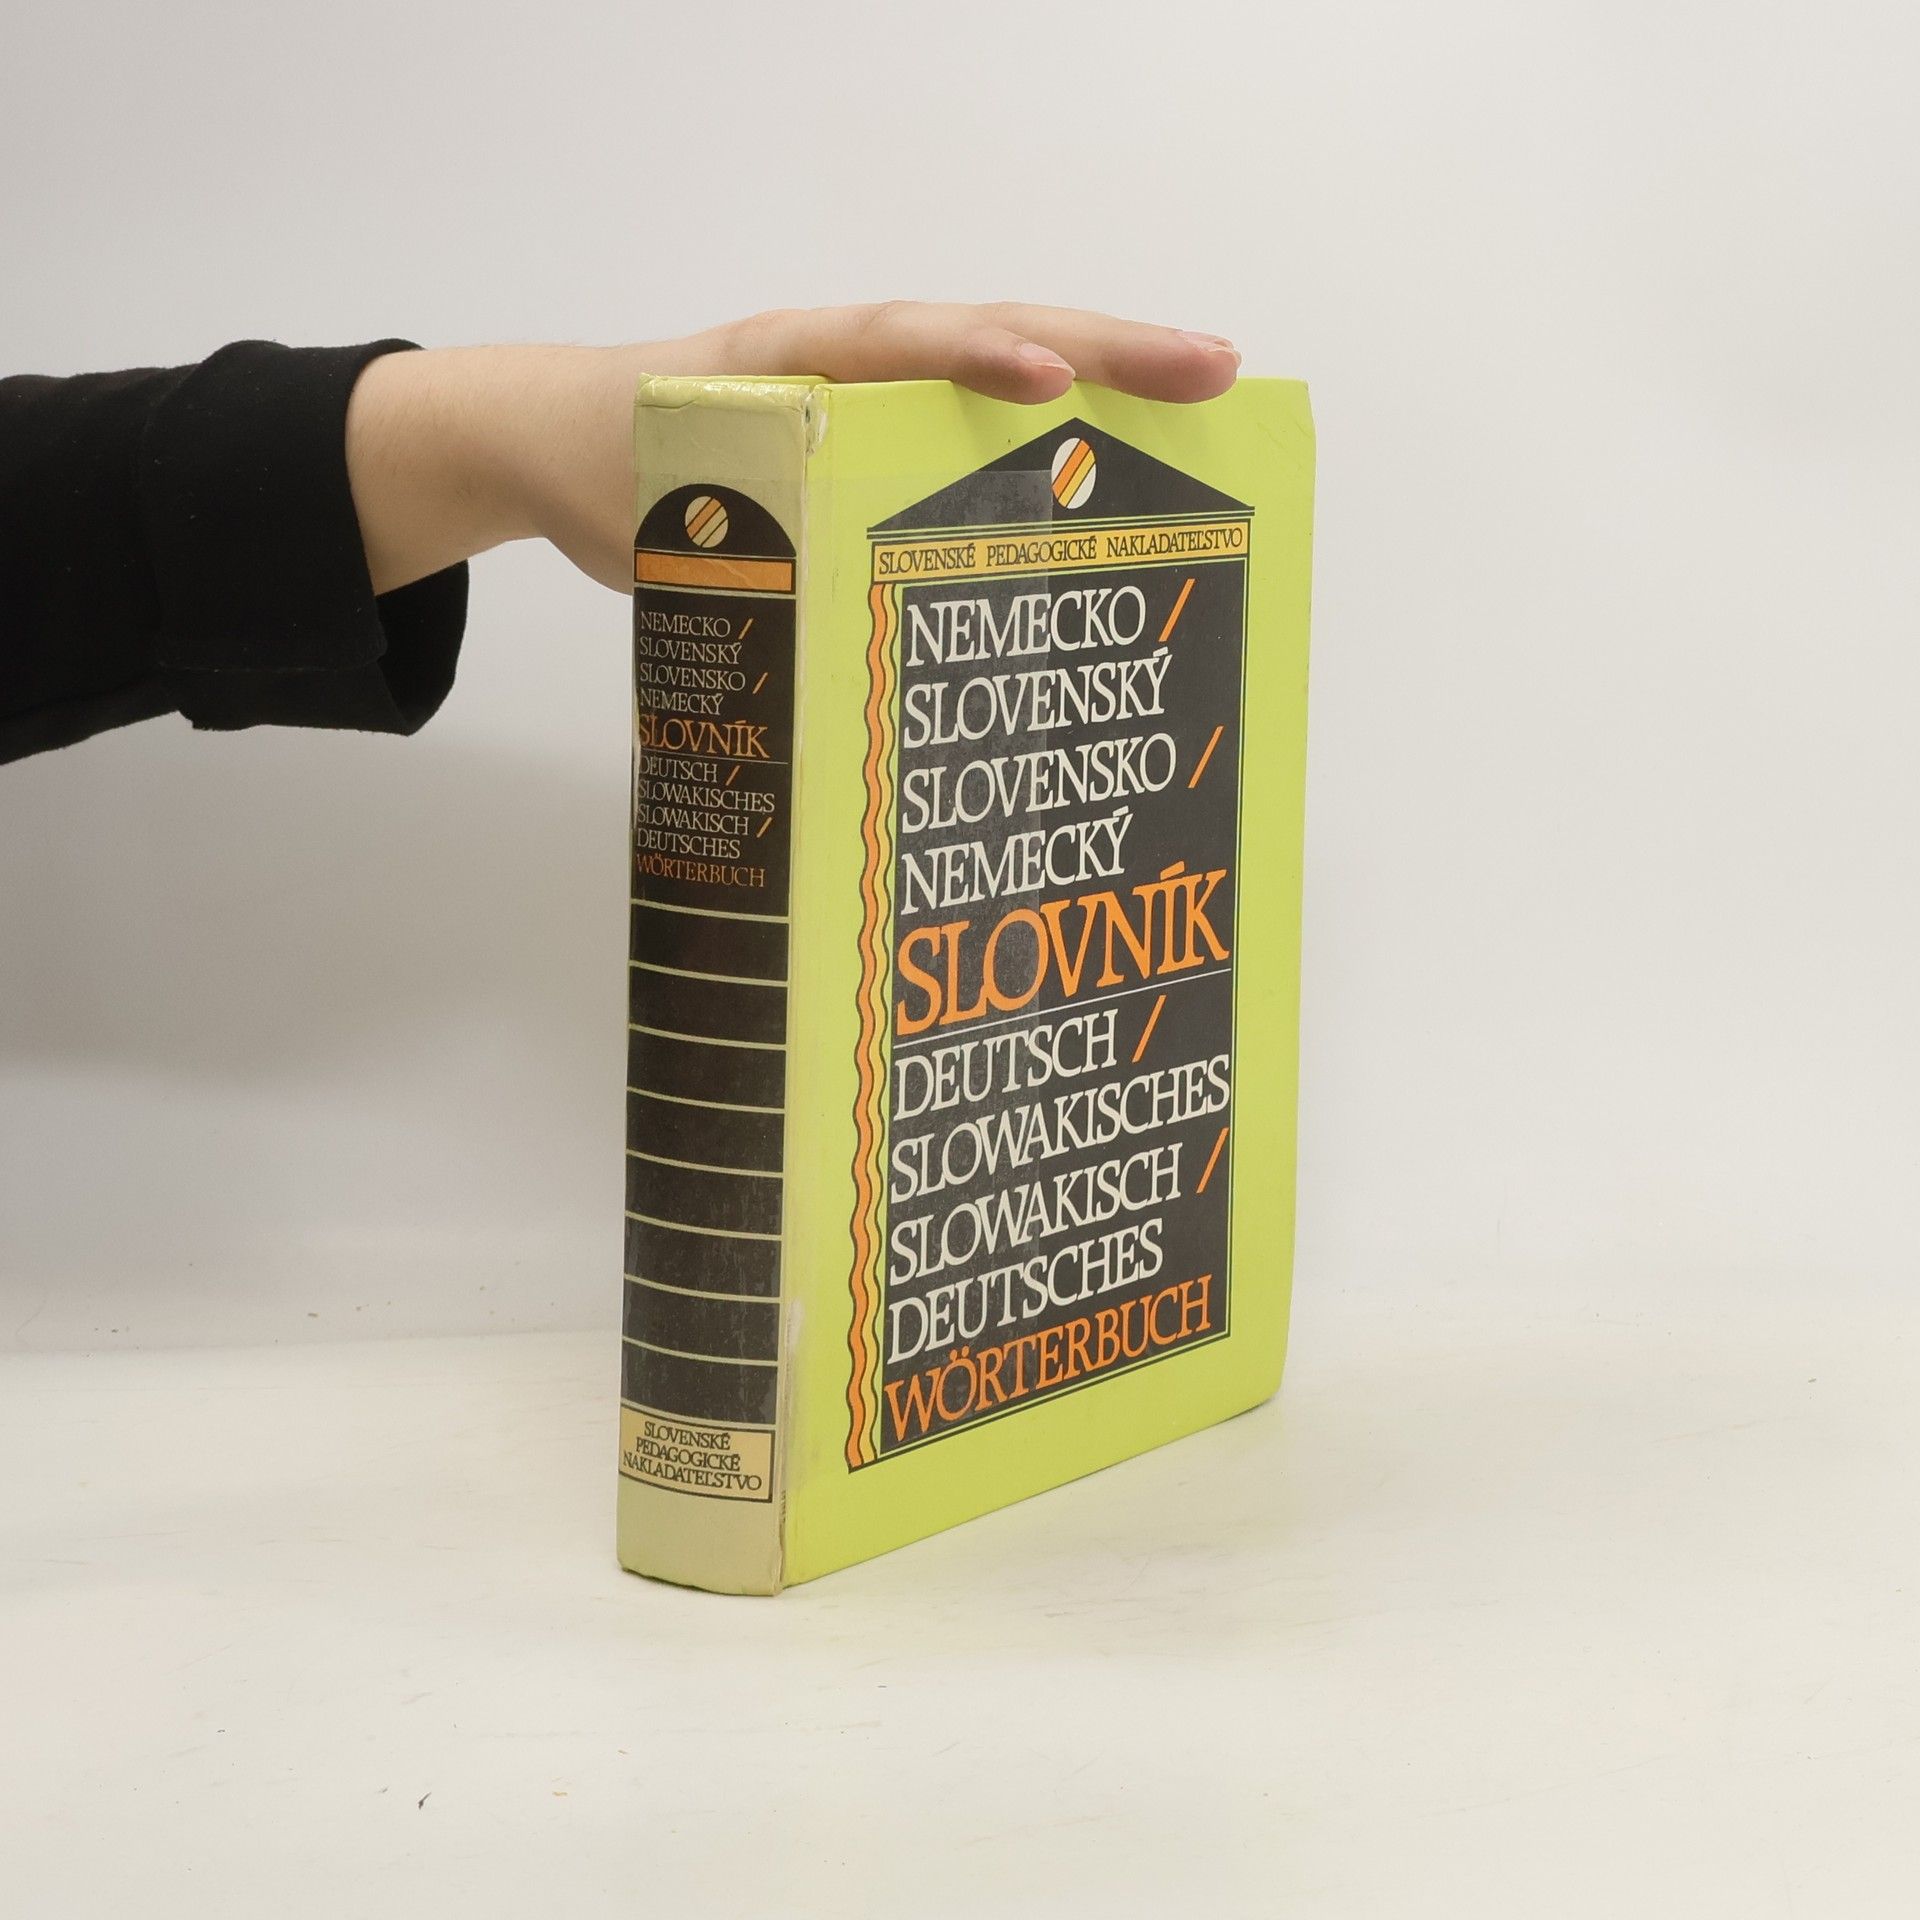 NEMECKO /
SLOVENSKÝ
SLOVENSKO /
NEMECKÝ
SLOVNÍK
DEUTSCH /
SLOWAKISCHES
SLOWAKISCH /
DEUTSCHES
WÖRTERBUCH
SLOVENSKÉ
PEDAGOGICKÉ
NAKLADATEĽSTVO
SLOVENSKÉ PEDAGOGICKÉ NAKLADATEĽSTVO
NEMECKO /
SLOVENSKÝ
SLOVENSKO /
NEMECKÝ
SLOVNÍK
DEUTSCH /
SLOWAKISCHES
SLOWAKISCH /
DEUTSCHES
WÖRTERBUCH